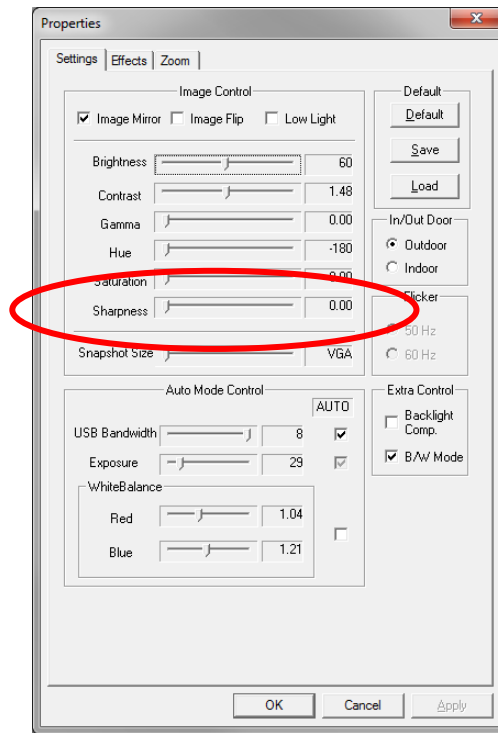 Properties
Settings Effects Zoom
Image Control
Image Mirror Image Flip Low Light
Brightness 60
Contrast 1.48
Gamma 0.00
Hue -180
Saturation 0.00
Sharpness 0.00
Snapshot Size VGA
Default
Default
Save
Load
In/Out Door
Outdoor
Indoor
Flicker
50 Hz
60 Hz
Auto Mode Control
AUTO
USB Bandwidth 8
Exposure 29
WhiteBalance
Red 1.04
Blue 1.21
Extra Control
Backlight
Comp.
B/W Mode
OK Cancel Apply